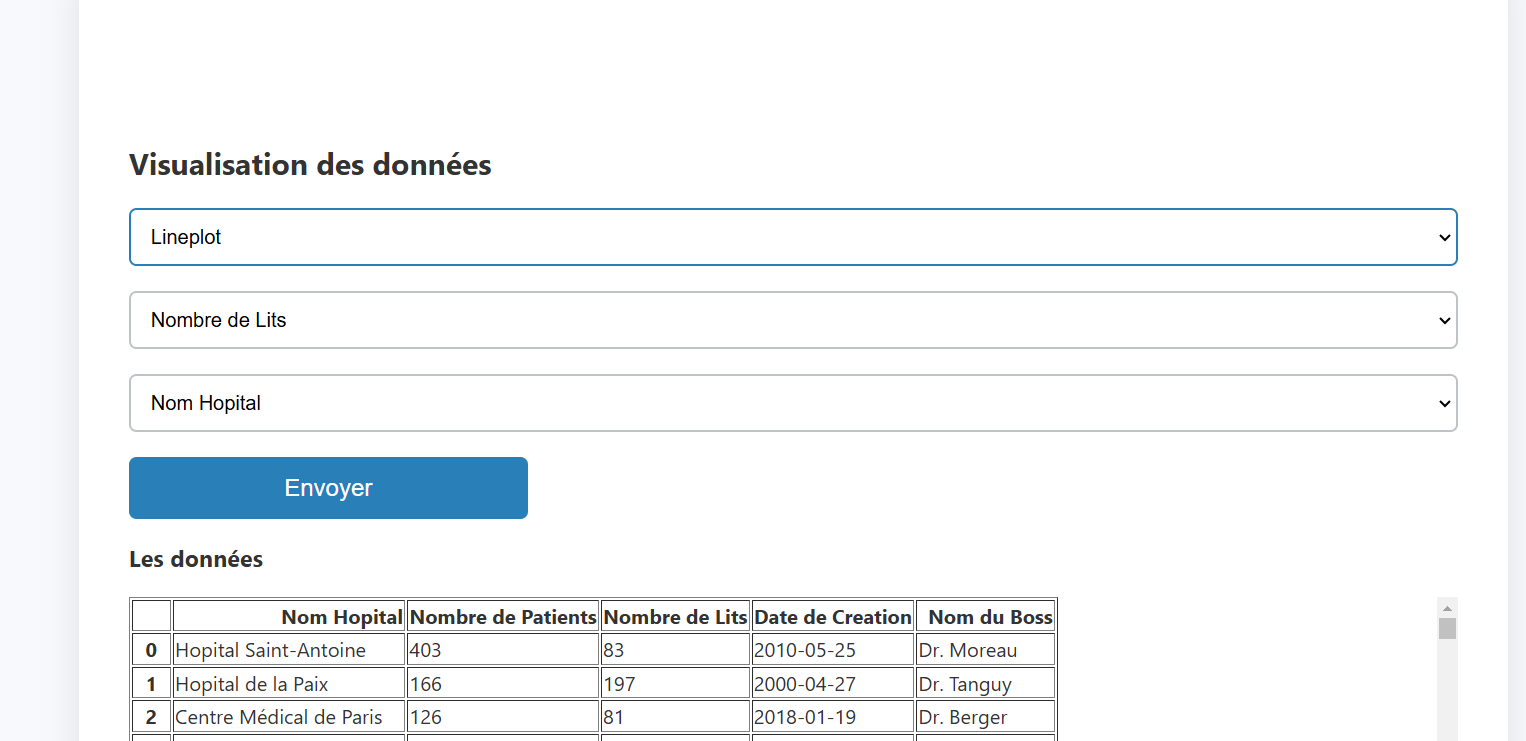 Visualisation des données
Lineplot
Nombre de Lits
Nom Hopital
Envoyer
Les données
Nom Hopital Nombre de Patients Nombre de Lits Date de Creation Nom du Boss
0 Hopital Saint-Antoine 403 83 2010-05-25 Dr. Moreau
1 Hopital de la Paix 166 197 2000-04-27 Dr. Tanguy
2 Centre Médical de Paris 126 81 2018-01-19 Dr. Berger